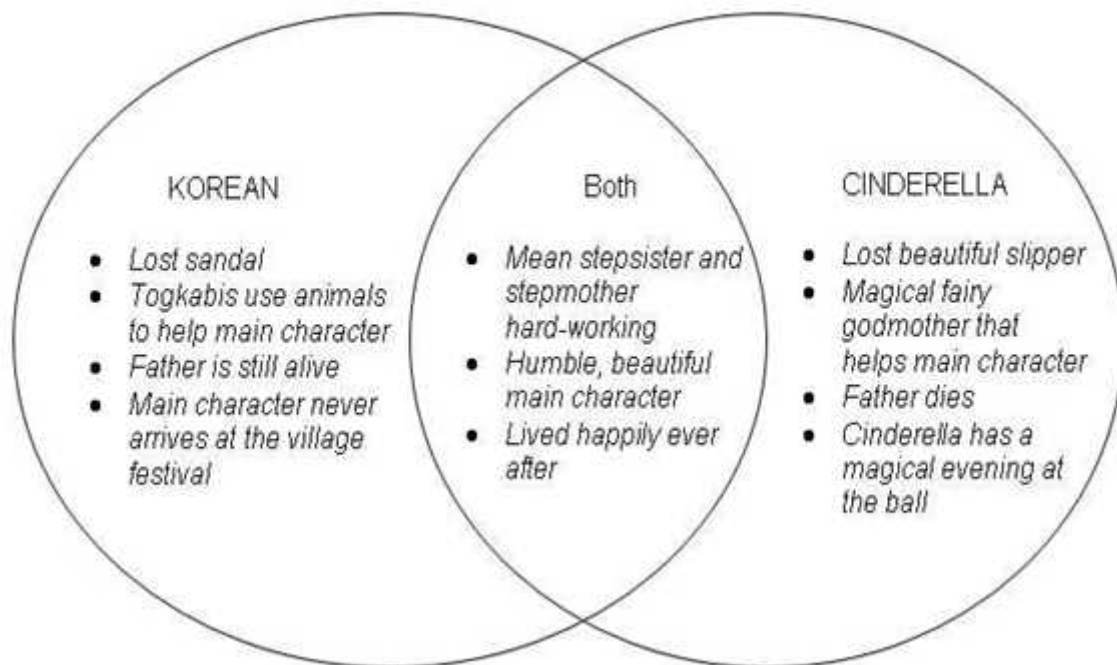 KOREAN
• Lost sandal
• Togkabis use animals
to help main character
• Father is still alive
• Main character never
arrives at the village
festival
Both
• Mean stepsister and
stepmother
hard-working
• Humble, beautiful
main character
• Lived happily ever
after
CINDERELLA
• Lost beautiful slipper
• Magical fairy
godmother that
helps main character
• Father dies
• Cinderella has a
magical evening at
the ball